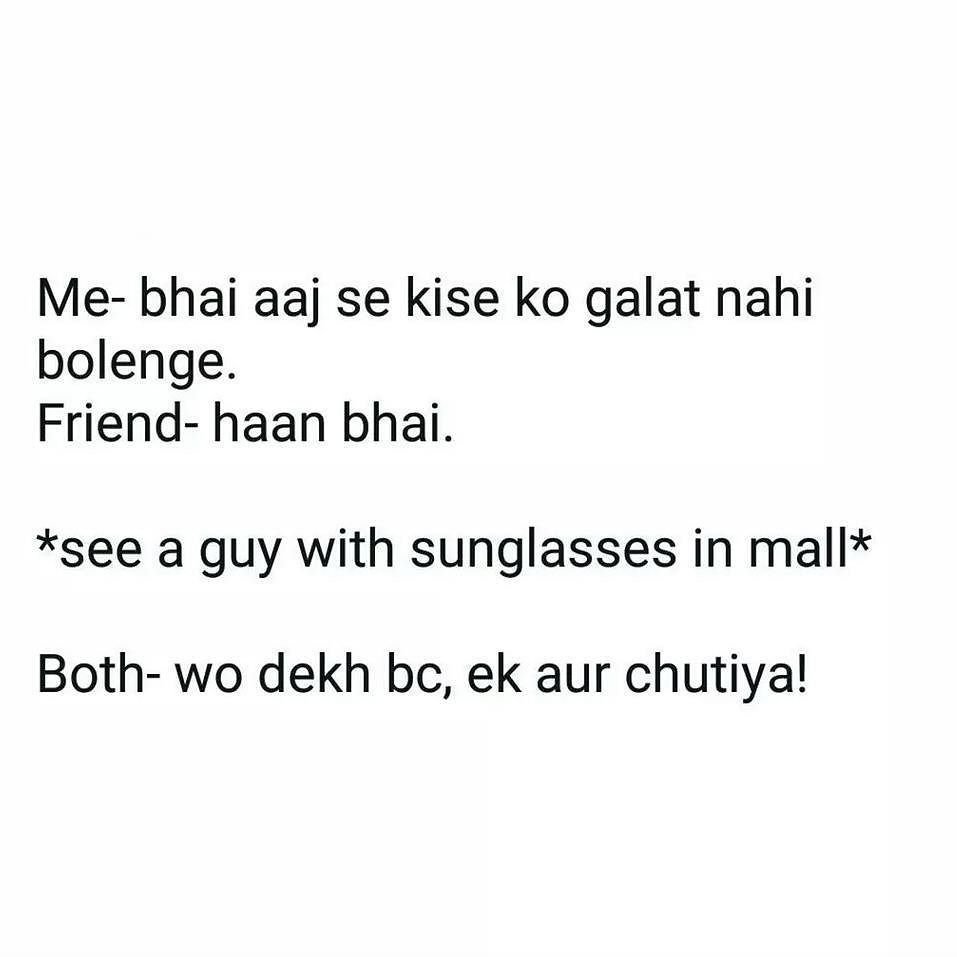 Me- bhai aaj se kise ko galat nahi
bolenge.
Friend- haan bhai.
*see a guy with sunglasses in mall*
Both- wo dekh bc, ek aur chutiya!